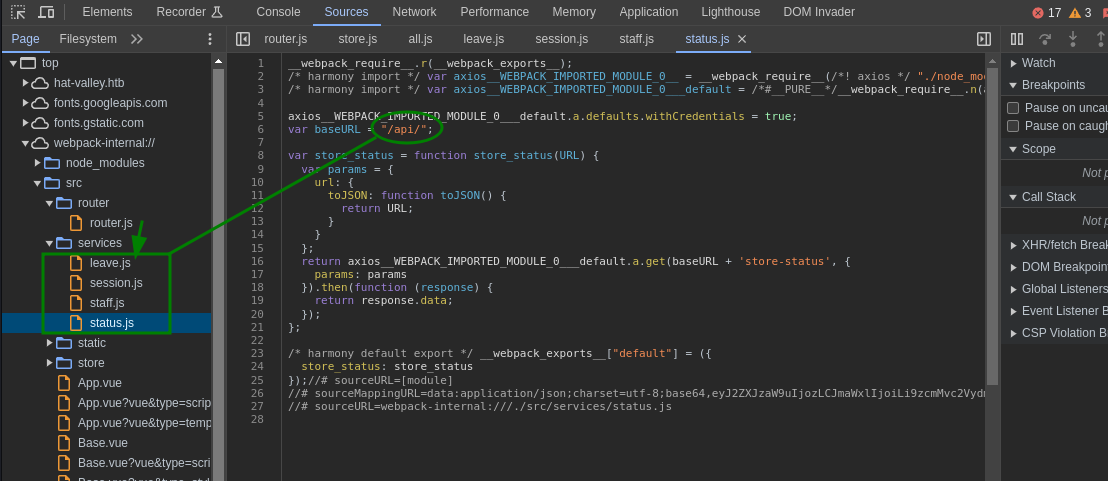 Elements Recorder Console Sources Network Performance Memory Application Lighthouse DOM Invader 17 3
Page Filesystem router.js store.js all.js leave.js session.js staff.js status.js
top
hat-valley.htb
fonts.googleapis.com
fonts.gstatic.com
webpack-internal://
node_modules
src
router
router.js
services
leave.js
session.js
staff.js
status.js
static
store
App.vue
App.vue?vue&type=scrip
App.vue?vue&type=temp
Base.vue
Base.vue?vue&type=scri
1 __webpack_require__.r(__webpack_exports__);
2 /* harmony import */ var axios__WEBPACK_IMPORTED_MODULE_0__ = __webpack_require__(/*! axios */ "./node_mo
3 /* harmony import */ var axios__WEBPACK_IMPORTED_MODULE_0___default = /*#__PURE__*/__webpack_require__.n(a
4
5 axios__WEBPACK_IMPORTED_MODULE_0___default.a.defaults.withCredentials = true;
6 var baseURL = "/api/";
7
8 var store_status = function store_status(URL) {
9 var params = {
10 url: {
11 toJSON: function toJSON() {
12 return URL;
13 }
14 }
15 };
16 return axios__WEBPACK_IMPORTED_MODULE_0___default.a.get(baseURL + 'store-status', {
17 params: params
18 }).then(function (response) {
19 return response.data;
20 });
21 };
22
23 /* harmony default export */ __webpack_exports__["default"] = ({
24 store_status: store_status
25 });//# sourceURL=[module]
26 //# sourceMappingURL=data:application/json;charset=utf-8;base64,eyJ2ZXJzaW9uIjozLCJmaWxlIjoiLi9zcmMvc2Vydm
27 //# sourceURL=webpack-internal:///./src/services/status.js
28
Watch
Breakpoints
Pause on uncau
Pause on caugh
Scope
Not p
Call Stack
Not p
XHR/fetch Break
DOM Breakpoin
Global Listeners
Event Listener B
CSP Violation Br